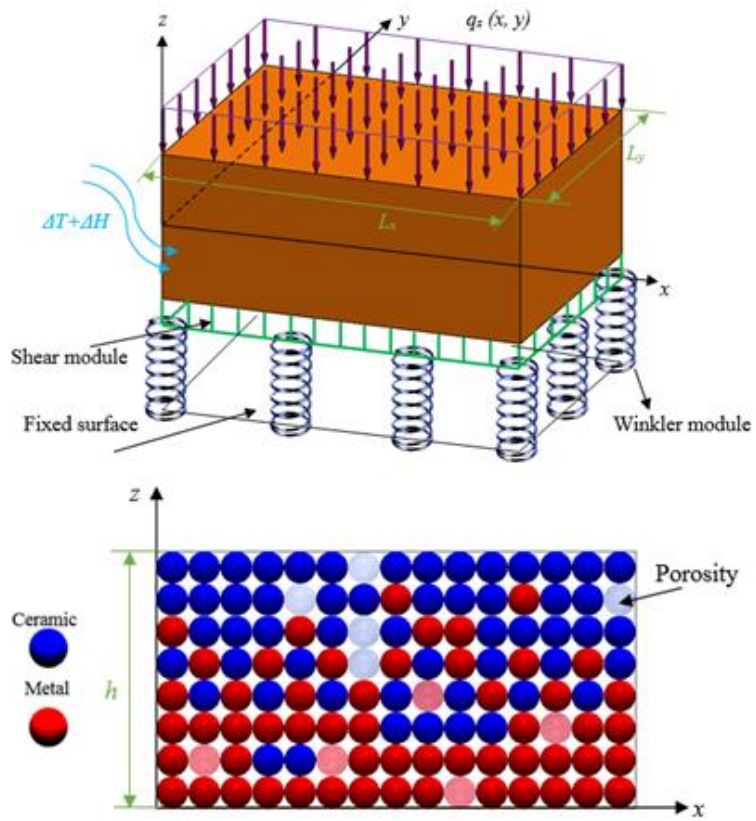 z
y
q_z (x, y)
L_y
L_x
ΔT+ΔH
x
Shear module
Fixed surface
Winkler module
z
Porosity
Ceramic
Metal
h
x